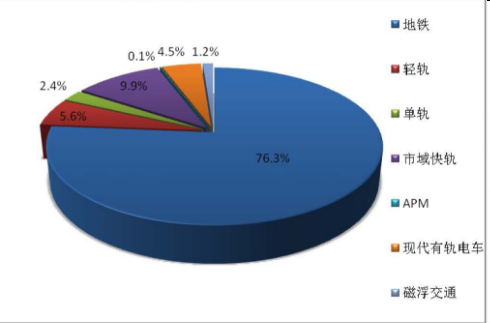 0.1% 4.5% 1.2%
2.4%
9.9%
5.6%
76.3%
地铁
轻轨
单轨
市域快轨
APM
现代有轨电车
磁浮交通